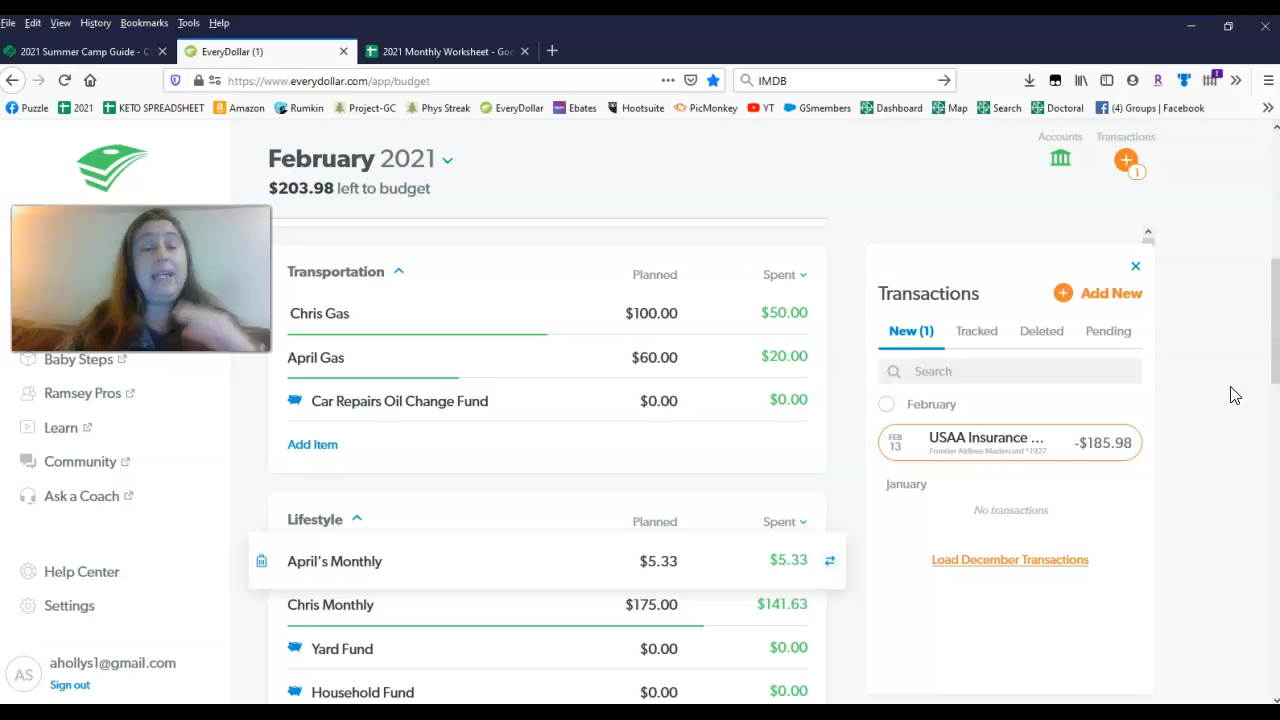 File Edit View History Bookmarks Tools Help
2021 Summer Camp Guide - C
EveryDollar (1)
2021 Monthly Worksheet - Goo
https://www.everydollar.com/app/budget
IMDB
1
Puzzle 2021 KETO SPREADSHEET Amazon Rumkin Project-GC Phys Streak EveryDollar Ebates Hootsuite PicMonkey YT GSmembers Dashboard Map Search Doctoral (4) Groups | Facebook
February 2021
$203.98 left to budget
Accounts
Transactions
1
Baby Steps
Ramsey Pros
Learn
Community
Ask a Coach
Help Center
Settings
AS
ahollys1@gmail.com
Sign out
Transportation Planned Spent
Chris Gas $100.00 $50.00
April Gas $60.00 $20.00
Car Repairs Oil Change Fund $0.00 $0.00
Add Item
Lifestyle Planned Spent
April's Monthly $5.33 $5.33
Chris Monthly $175.00 $141.63
Yard Fund $0.00 $0.00
Household Fund $0.00 $0.00
Transactions
Add New
New (1) Tracked Deleted Pending
Search
February
FEB 13 USAA Insurance ... -$185.98
Frontier Airlines Mastercard *1927
January
No transactions
Load December Transactions